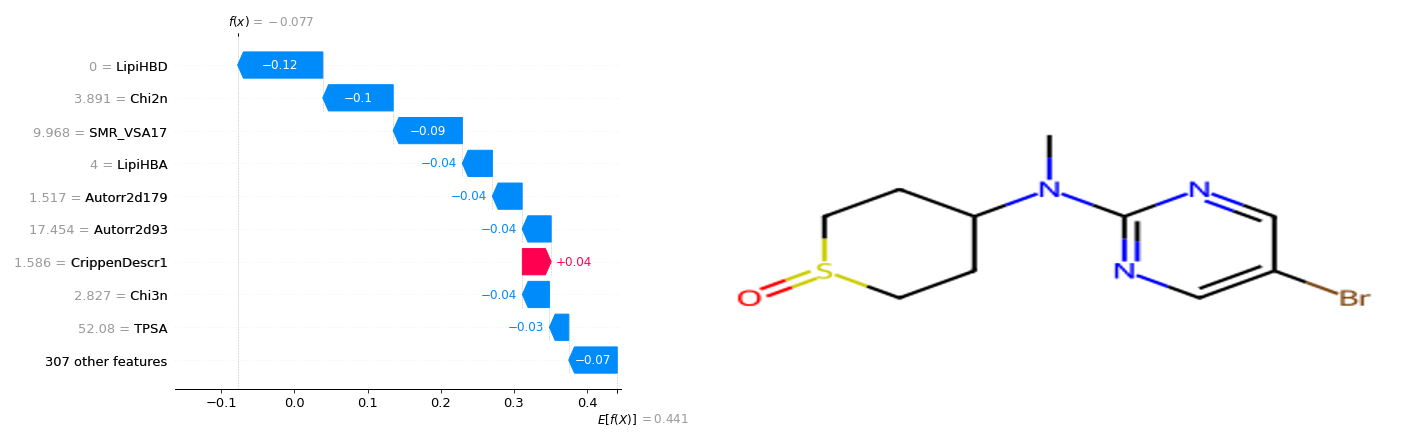 f(x) = −0.077
0 = LipiHBD
−0.12
3.891 = Chi2n
−0.1
9.968 = SMR_VSA17
−0.09
4 = LipiHBA
−0.04
1.517 = Autorr2d179
−0.04
17.454 = Autorr2d93
−0.04
1.586 = CrippenDescr1
+0.04
2.827 = Chi3n
−0.04
52.08 = TPSA
−0.03
307 other features
−0.07
−0.1 0.0 0.1 0.2 0.3 0.4
E[f(X)] = 0.441
N N
S N
O Br